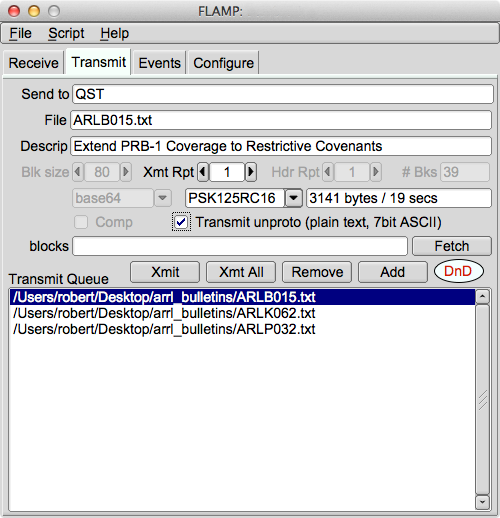 FLAMP:
File Script Help
Receive Transmit Events Configure
Send to QST
File ARLB015.txt
Descrip Extend PRB-1 Coverage to Restrictive Covenants
Blk size 80 Xmt Rpt 1 Hdr Rpt 1 # Bks 39
base64 PSK125RC16 3141 bytes / 19 secs
Comp Transmit unproto (plain text, 7bit ASCII)
blocks Fetch
Transmit Queue Xmit Xmt All Remove Add DnD
/Users/robert/Desktop/arrl_bulletins/ARLB015.txt
/Users/robert/Desktop/arrl_bulletins/ARLK062.txt
/Users/robert/Desktop/arrl_bulletins/ARLP032.txt